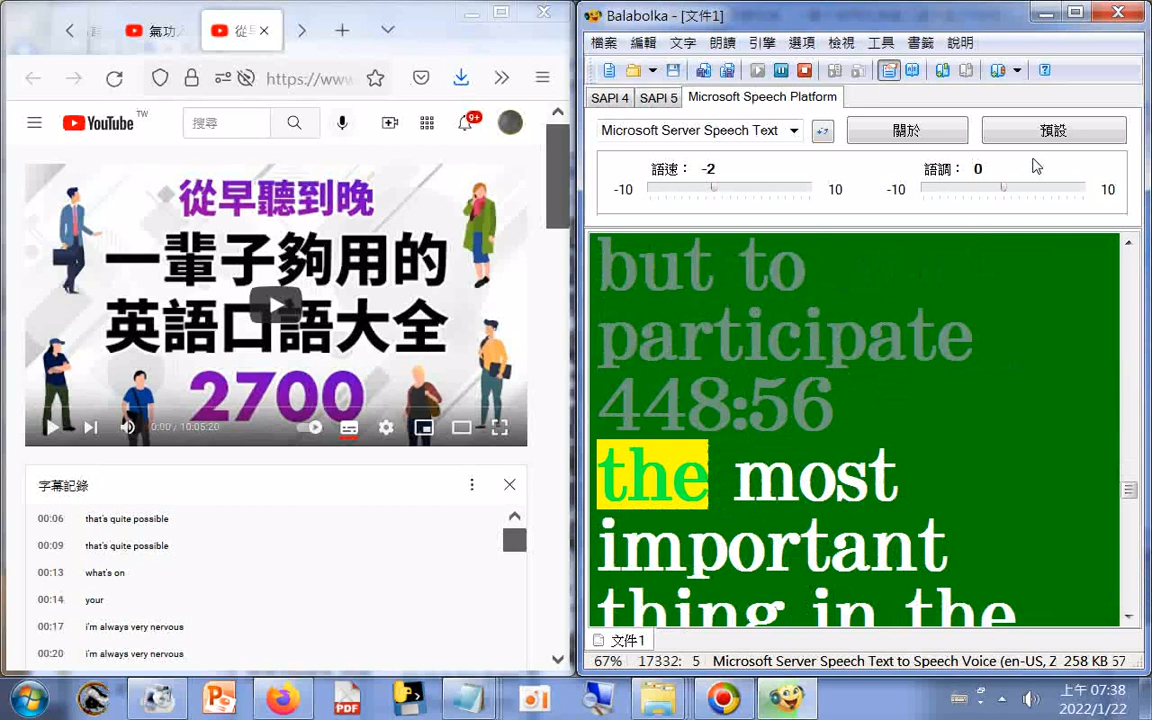 氣功
從早
https://www
YouTube TW
搜尋
9+
從早聽到晚
一輩子夠用的
英語口語大全
2700
0:00 / 10:05:20
字幕記錄
00:06 that's quite possible
00:09 that's quite possible
00:13 what's on
00:14 your
00:17 i'm always very nervous
00:20 i'm always very nervous
Balabolka - [文件1]
檔案 編輯 文字 朗讀 引擎 選項 檢視 工具 書籤 說明
SAPI 4 SAPI 5 Microsoft Speech Platform
Microsoft Server Speech Text
關於
預設
語速： -2
-10 10
語調： 0
-10 10
but to
participate
448:56
the most
important
thing in the
文件1
67% 17332: 5 Microsoft Server Speech Text to Speech Voice (en-US, Z 258 KB 57
PDF
上午 07:38
2022/1/22